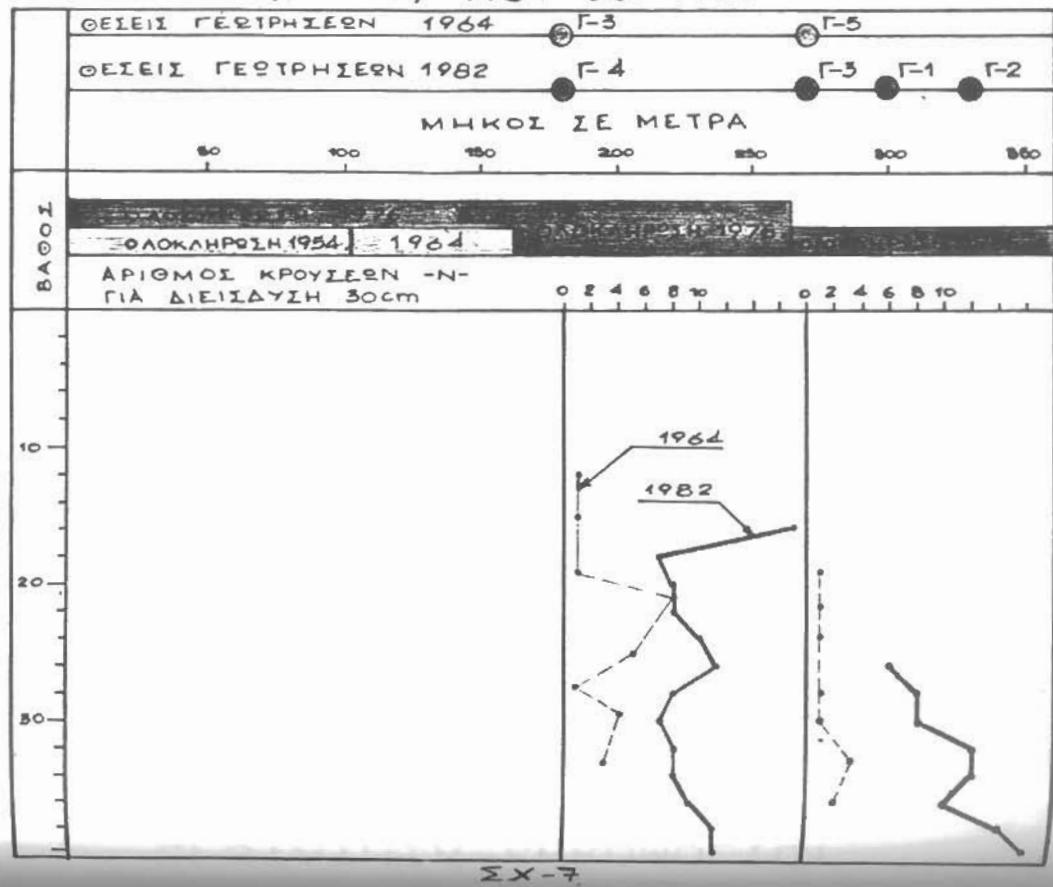 ΘΕΣΕΙΣ ΓΕΩΤΡΗΣΕΩΝ 1964 Γ-3 Γ-5
ΘΕΣΕΙΣ ΓΕΩΤΡΗΣΕΩΝ 1982 Γ-4 Γ-3 Γ-1 Γ-2
ΜΗΚΟΣ ΣΕ ΜΕΤΡΑ
50 100 150 200 250 300 350
ΒΑΘΟΣ
ΟΛΟΚΛΗΡΩΣΗ 1976
ΟΛΟΚΛΗΡΩΣΗ 1954 1964
ΑΡΙΘΜΟΣ ΚΡΟΥΣΕΩΝ -Ν-
ΓΙΑ ΔΙΕΙΣΔΥΣΗ 30cm
0 2 4 6 8 10 0 2 4 6 8 10
10
1964
1982
20
30
ΣΧ-7